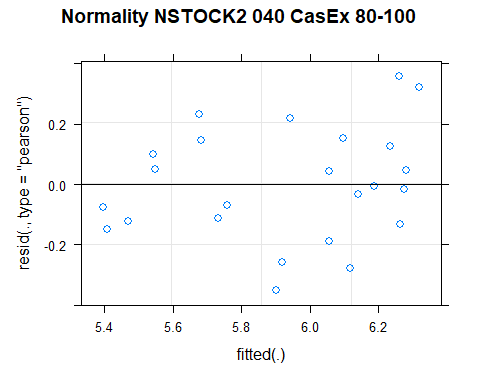 Normality NSTOCK2 040 CasEx 80-100
resid(., type = "pearson")
0.2
0.0
-0.2
5.4 5.6 5.8 6.0 6.2
fitted(.)